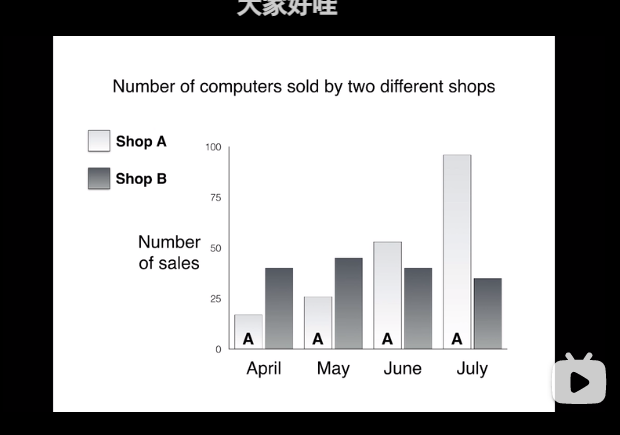 大家好哇
Number of computers sold by two different shops
Shop A
Shop B
Number
of sales
100
75
50
25
0
A
A
A
A
April
May
June
July